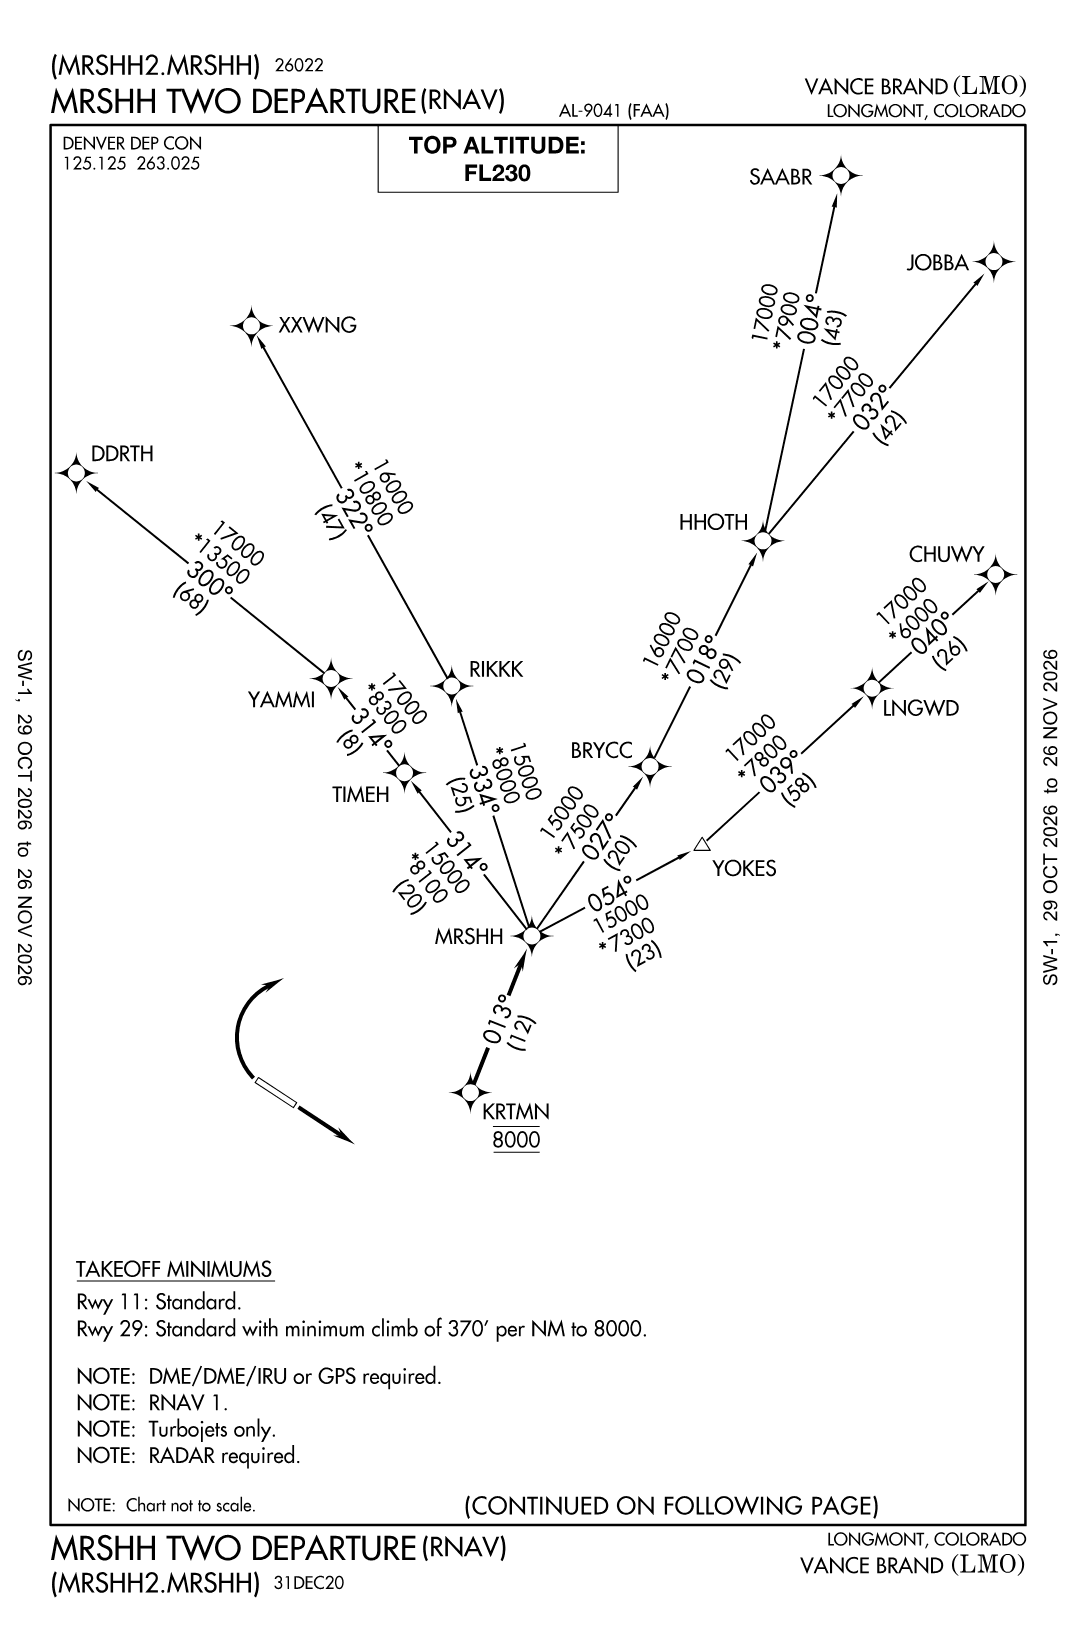 (MRSHH2.MRSHH) 26022
MRSHH TWO DEPARTURE (RNAV)
AL-9041 (FAA)
VANCE BRAND (LMO)
LONGMONT, COLORADO
DENVER DEP CON
125.125 263.025
TOP ALTITUDE:
FL230
SAABR
JOBBA
17000
*7900
004°
(43)
XXWNG
17000
*7700
032°
(42)
DDRTH
16000
*10800
322°
(47)
HHOTH
17000
*13500
300°
(68)
CHUWY
17000
*6000
040°
(26)
16000
*7700
018°
(29)
RIKKK
YAMMI
17000
*8300
314°
(8)
LNGWD
BRYCC
17000
*7800
039°
(58)
TIMEH
15000
*8000
334°
(25)
15000
*7500
027°
(20)
314°
15000
*8100
(20)
YOKES
054°
15000
*7300
(23)
MRSHH
013°
(12)
KRTMN
8000
SW-1, 29 OCT 2026 to 26 NOV 2026
SW-1, 29 OCT 2026 to 26 NOV 2026
TAKEOFF MINIMUMS
Rwy 11: Standard.
Rwy 29: Standard with minimum climb of 370' per NM to 8000.
NOTE: DME/DME/IRU or GPS required.
NOTE: RNAV 1.
NOTE: Turbojets only.
NOTE: RADAR required.
NOTE: Chart not to scale.
(CONTINUED ON FOLLOWING PAGE)
MRSHH TWO DEPARTURE (RNAV)
(MRSHH2.MRSHH) 31DEC20
LONGMONT, COLORADO
VANCE BRAND (LMO)